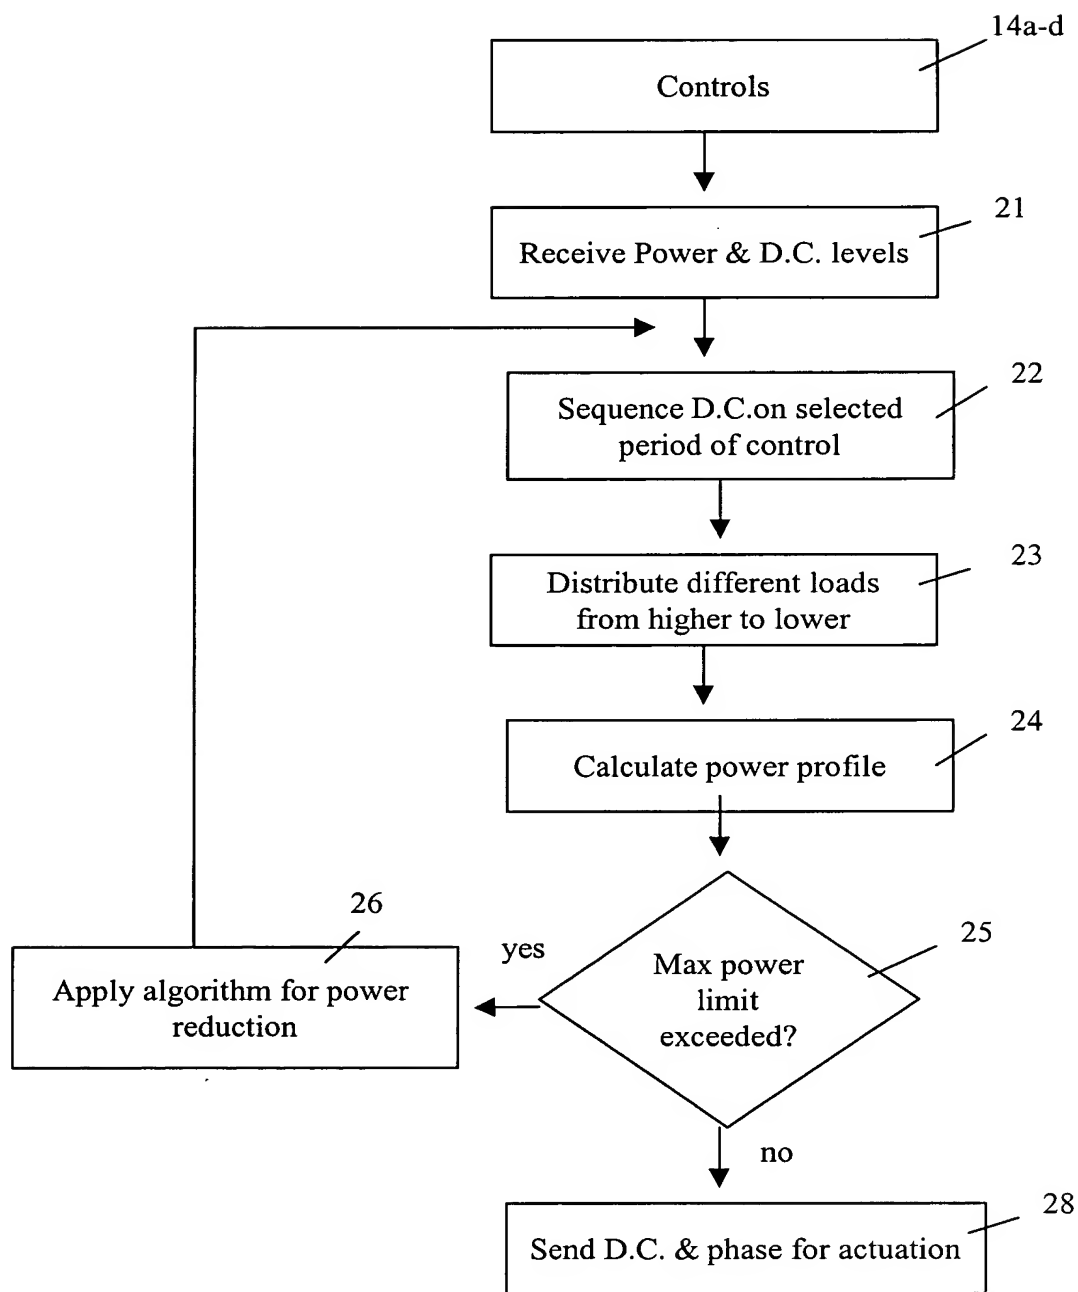 14a-d
Controls
21
Receive Power & D.C. levels
22
Sequence D.C.on selected
period of control
23
Distribute different loads
from higher to lower
24
Calculate power profile
26
yes
25
Apply algorithm for power
reduction
Max power
limit
exceeded?
no
28
Send D.C. & phase for actuation